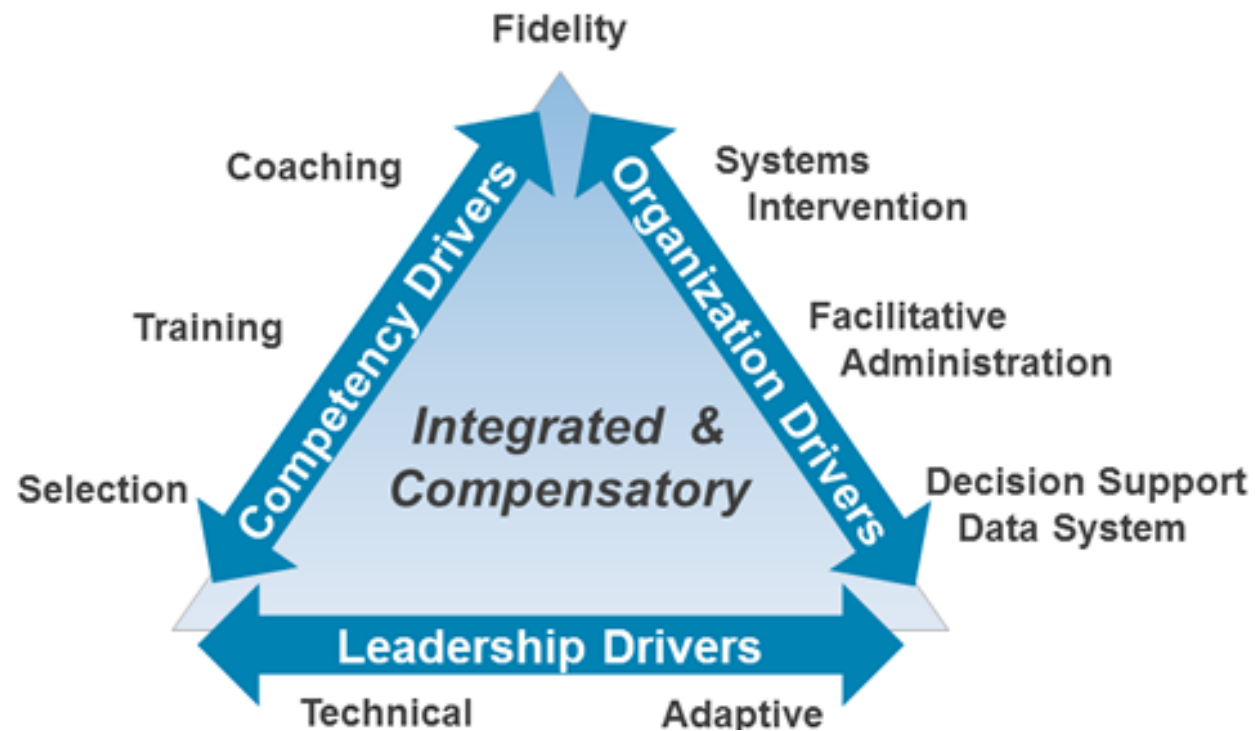 Fidelity
Coaching
Training
Selection
Competency Drivers
Systems
Intervention
Facilitative
Administration
Decision Support
Data System
Organization Drivers
Integrated &
Compensatory
Leadership Drivers
Technical
Adaptive